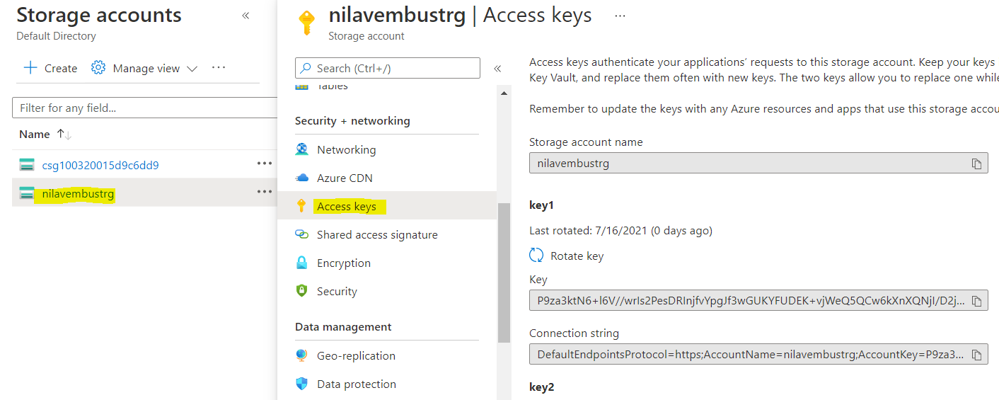 Storage accounts
Default Directory
Create
Manage view
Filter for any field...
Name
csg100320015d9c6dd9
nilavembustrg
nilavembustrg | Access keys
Storage account
Search (Ctrl+/)
Tables
Security + networking
Networking
Azure CDN
Access keys
Shared access signature
Encryption
Security
Data management
Geo-replication
Data protection
Access keys authenticate your applications' requests to this storage account. Keep your keys
Key Vault, and replace them often with new keys. The two keys allow you to replace one while
Remember to update the keys with any Azure resources and apps that use this storage accou
Storage account name
nilavembustrg
key1
Last rotated: 7/16/2021 (0 days ago)
Rotate key
Key
P9za3ktN6+l6V//wrIs2PesDRInjfvYpgJf3wGUKYFUDEK+vjWeQ5QCw6kXnXQNjI/D2j...
Connection string
DefaultEndpointsProtocol=https;AccountName=nilavembustrg;AccountKey=P9za3...
key2